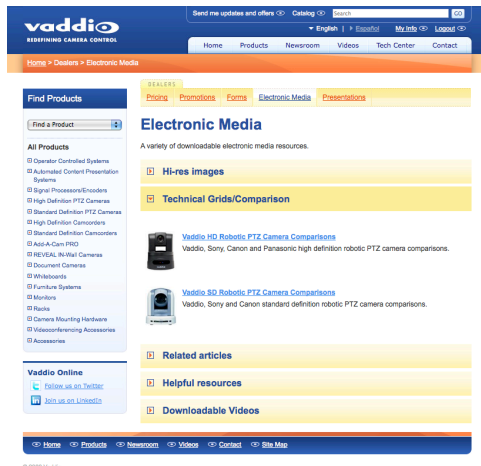 vaddio
REDEFINING CAMERA CONTROL
Send me updates and offers Catalog Search GO
English | Español My Info Logout
Home Products Newsroom Videos Tech Center Contact
Home > Dealers > Electronic Media
Find Products
Find a Product
All Products
Operator Controlled Systems
Automated Content Presentation
Systems
Signal Processors/Encoders
High Definition PTZ Cameras
Standard Definition PTZ Cameras
High Definition Camcorders
Standard Definition Camcorders
Add-A-Cam PRO
REVEAL IN-Wall Cameras
Document Cameras
Whiteboards
Furniture Systems
Monitors
Racks
Camera Mounting Hardware
Videoconferencing Accessories
Accessories
Vaddio Online
Follow us on Twitter
Join us on LinkedIn
DEALERS
Pricing Promotions Forms Electronic Media Presentations
Electronic Media
A variety of downloadable electronic media resources.
Hi-res images
Technical Grids/Comparison
Vaddio HD Robotic PTZ Camera Comparisons
Vaddio, Sony, Canon and Panasonic high definition robotic PTZ camera comparisons.
Vaddio SD Robotic PTZ Camera Comparisons
Vaddio, Sony and Canon standard definition robotic PTZ camera comparisons.
Related articles
Helpful resources
Downloadable Videos
Home Products Newsroom Videos Contact Site Map